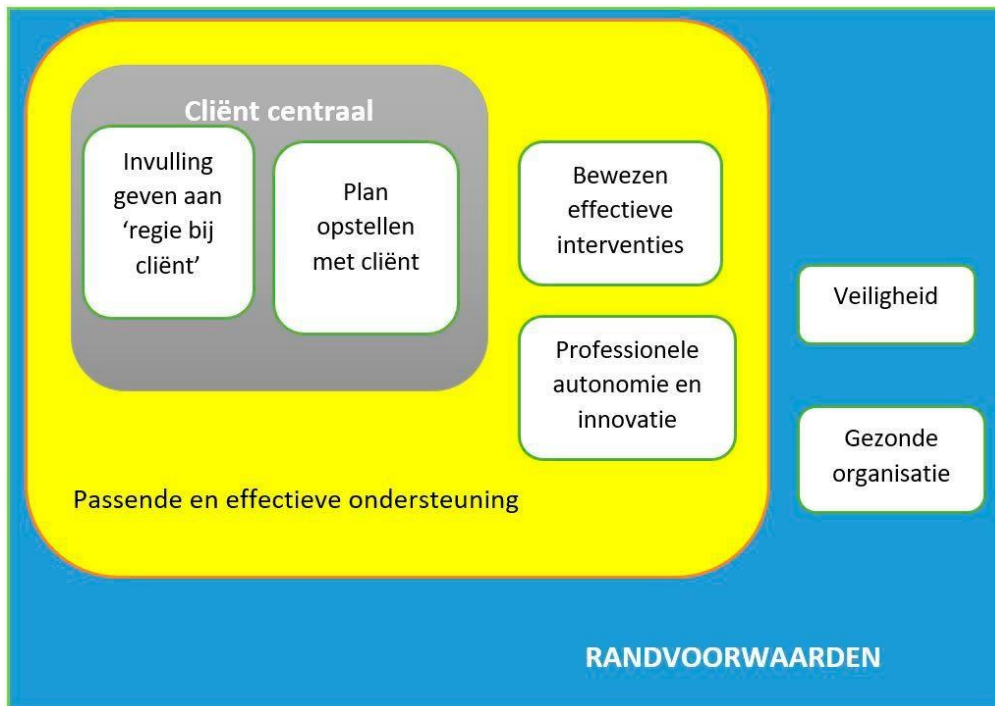 Cliënt centraal
Invulling
geven aan
‘regie bij
cliënt’
Plan
opstellen
met cliënt
Bewezen
effectieve
interventies
Professionele
autonomie en
innovatie
Passende en effectieve ondersteuning
Veiligheid
Gezonde
organisatie
RANDVOORWAARDEN